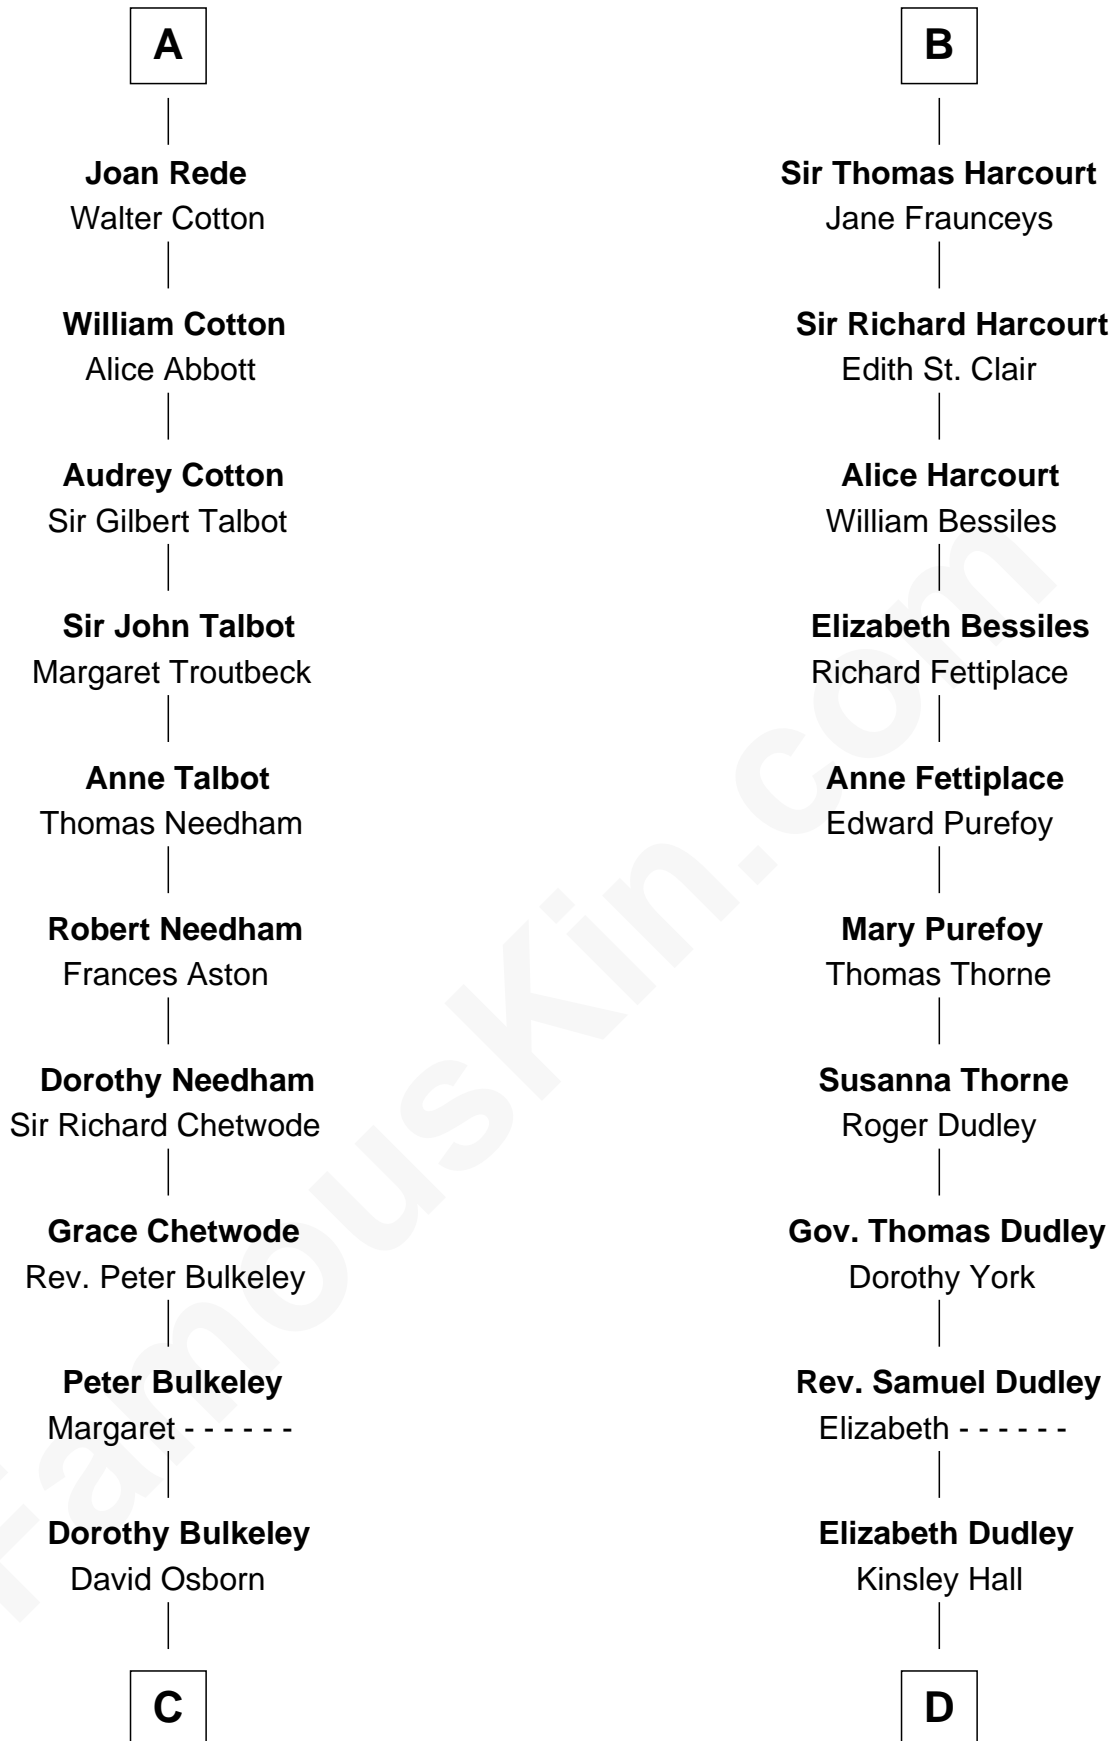 A
Joan Rede
Walter Cotton
William Cotton
Alice Abbott
Audrey Cotton
Sir Gilbert Talbot
Sir John Talbot
Margaret Troutbeck
Anne Talbot
Thomas Needham
Robert Needham
Frances Aston
Dorothy Needham
Sir Richard Chetwode
Grace Chetwode
Rev. Peter Bulkeley
Peter Bulkeley
Margaret - - - - - -
Dorothy Bulkeley
David Osborn
C
B
Sir Thomas Harcourt
Jane Fraunceys
Sir Richard Harcourt
Edith St. Clair
Alice Harcourt
William Bessiles
Elizabeth Bessiles
Richard Fettiplace
Anne Fettiplace
Edward Purefoy
Mary Purefoy
Thomas Thorne
Susanna Thorne
Roger Dudley
Gov. Thomas Dudley
Dorothy York
Rev. Samuel Dudley
Elizabeth - - - - - -
Elizabeth Dudley
Kinsley Hall
D
FamousKin.com